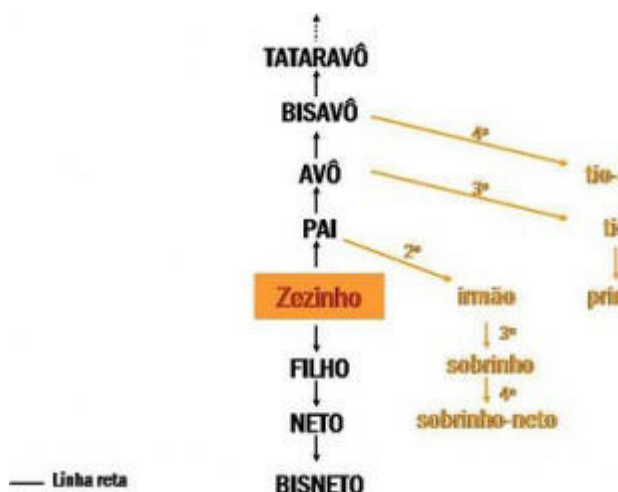 TATARAVÔ
BISAVÔ
4º
AVÔ
3º
PAI
2º
Zezinho
irmão
3º
FILHO
sobrinho
4º
NETO
sobrinho-neto
Linha reta
BISNETO